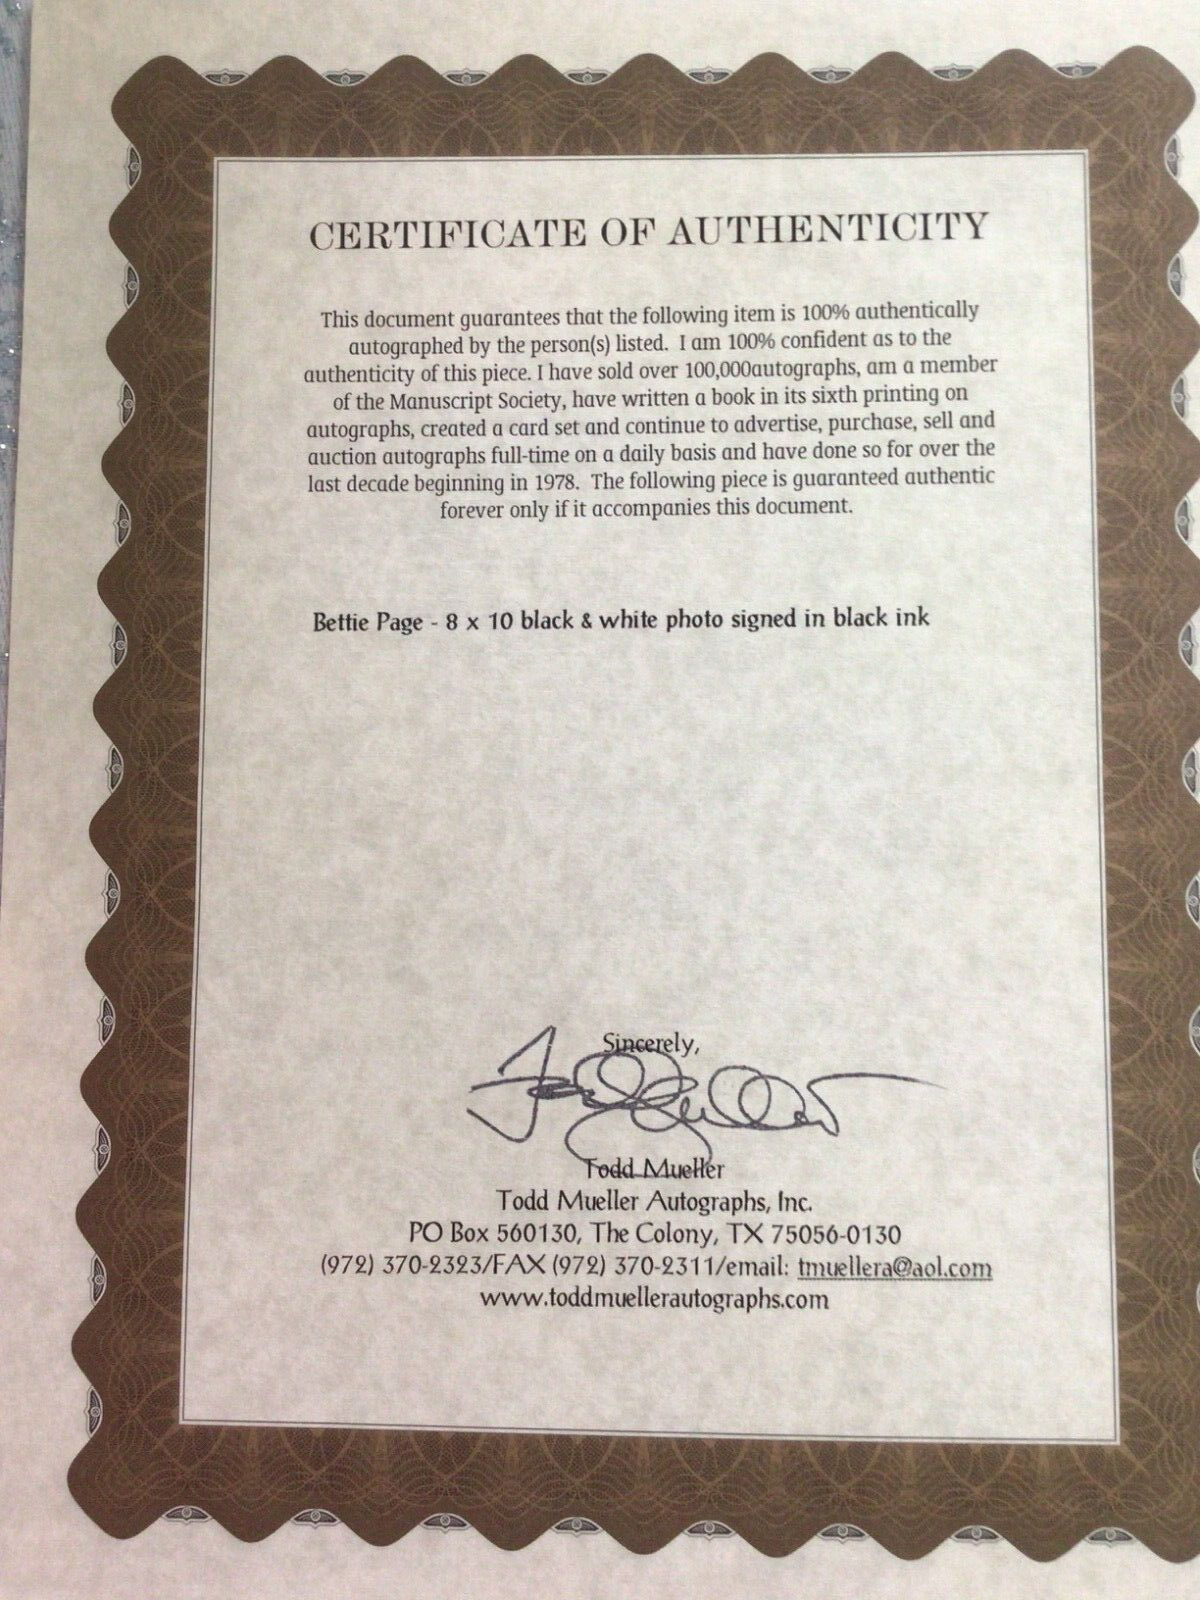 CERTIFICATE OF AUTHENTICITY
This document guarantees that the following item is 100% authentically
autographed by the person(s) listed. I am 100% confident as to the
authenticity of this piece. I have sold over 100,000autographs, am a member
of the Manuscript Society, have written a book in its sixth printing on
autographs, created a card set and continue to advertise, purchase, sell and
auction autographs full-time on a daily basis and have done so for over the
last decade beginning in 1978. The following piece is guaranteed authentic
forever only if it accompanies this document.
Bettie Page - 8 x 10 black & white photo signed in black ink
Sincerely,
Todd Mueller
Todd Mueller
Todd Mueller Autographs, Inc.
PO Box 560130, The Colony, TX 75056-0130
(972) 370-2323/FAX (972) 370-2311/email: tmuellera@aol.com
www.toddmuellerautographs.com